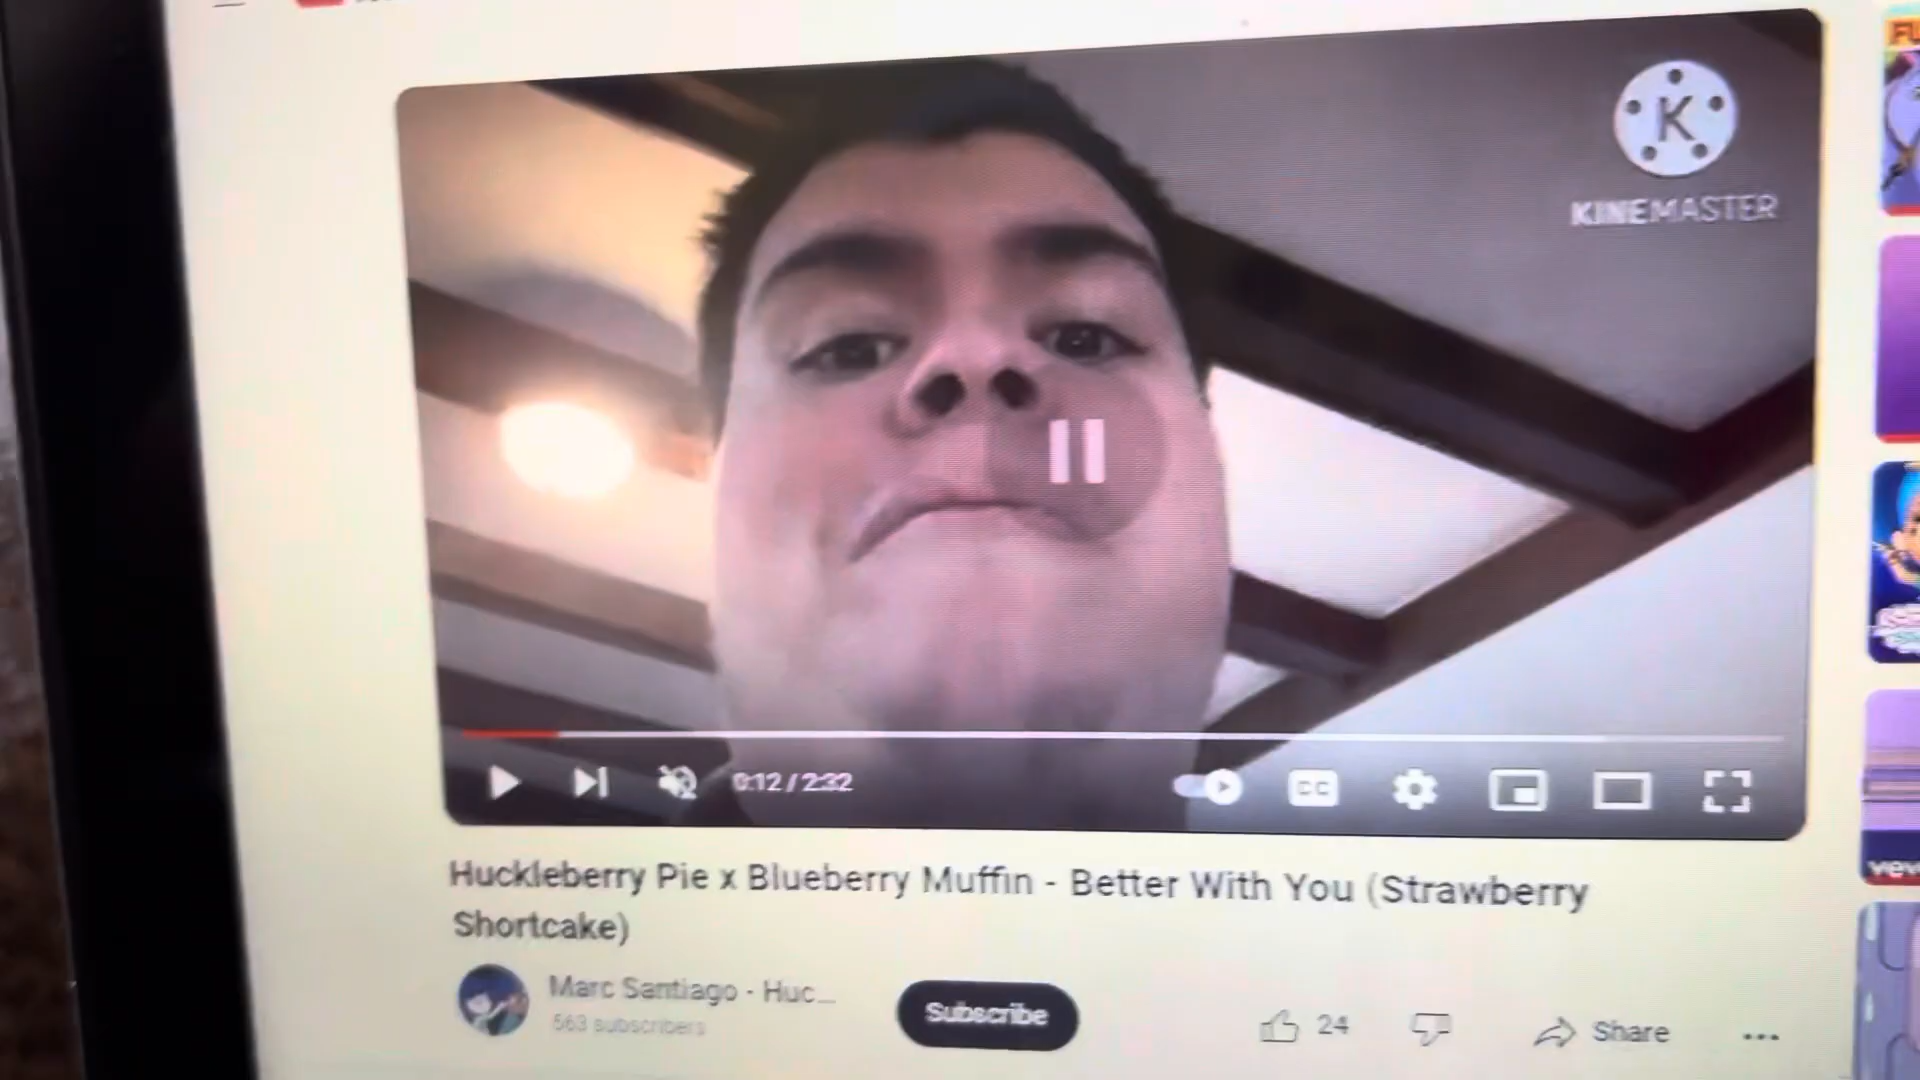 K
KINEMASTER
0:12 / 2:32
CC
Huckleberry Pie x Blueberry Muffin - Better With You (Strawberry
Shortcake)
Marc Santiago - Huc...
563 subscribers
Subscribe
24
Share